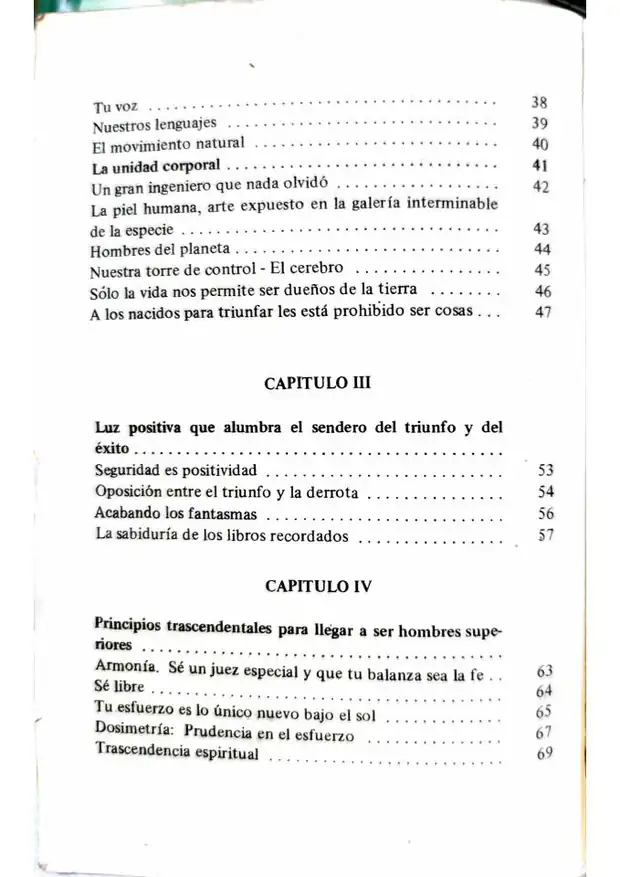 Tu voz ........................................ 38
Nuestros lenguajes ............................... 39
El movimiento natural ............................ 40
La unidad corporal ................................ 41
Un gran ingeniero que nada olvidó ................... 42
La piel humana, arte expuesto en la galería interminable
de la especie ..................................... 43
Hombres del planeta ............................... 44
Nuestra torre de control - El cerebro ................. 45
Sólo la vida nos permite ser dueños de la tierra ........ 46
A los nacidos para triunfar les está prohibido ser cosas ... 47
CAPITULO III
Luz positiva que alumbra el sendero del triunfo y del
éxito ...........................................
Seguridad es positividad ............................ 53
Oposición entre el triunfo y la derrota ................ 54
Acabando los fantasmas ............................ 56
La sabiduría de los libros recordados ................. 57
CAPITULO IV
Principios trascendentales para llegar a ser hombres supe-
riores ..........................................
Armonía. Sé un juez especial y que tu balanza sea la fe .. 63
Sé libre ......................................... 64
Tu esfuerzo es lo único nuevo bajo el sol .............. 65
Dosimetría: Prudencia en el esfuerzo ................ 67
Trascendencia espiritual ........................... 69